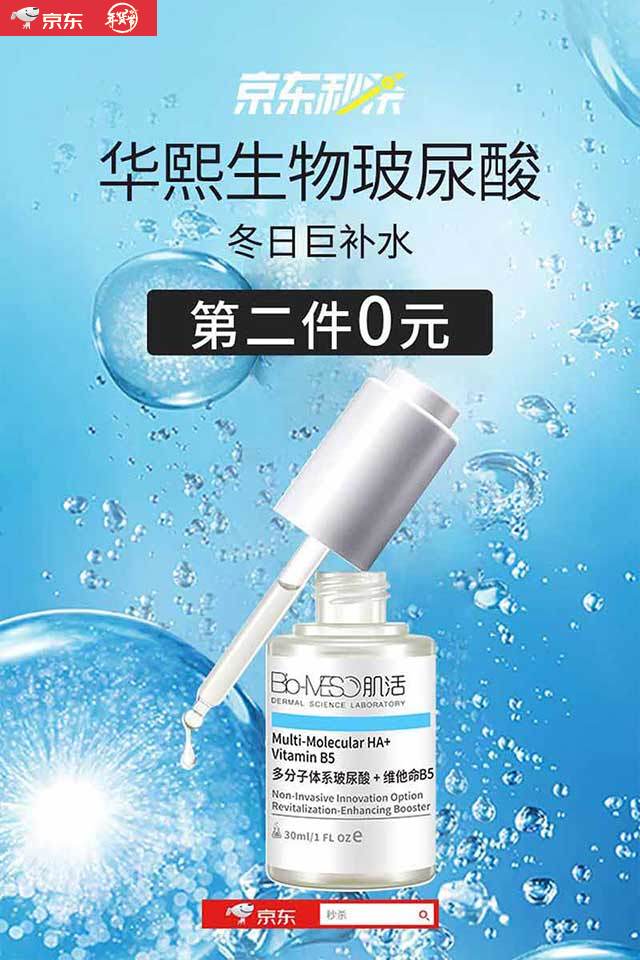 京东 年货节
京东秒杀
华熙生物玻尿酸
冬日巨补水
第二件0元
Bio-MESO肌活
DERMAL SCIENCE LABORATORY
Multi-Molecular HA+
Vitamin B5
多分子体系玻尿酸 + 维他命B5
Non-Invasive Innovation Option
Revitalization-Enhancing Booster
30ml/1 FL OZ e
京东 秒杀